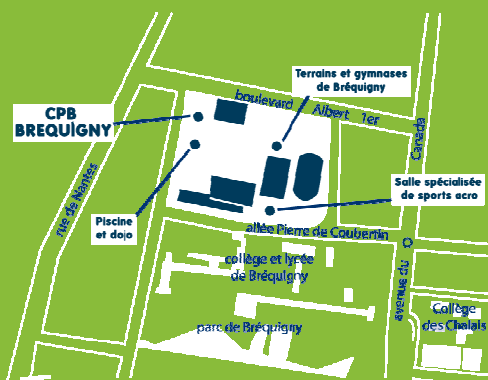 Terrains et gymnases
de Bréquigny
boulevard Albert 1er
CPB
BREQUIGNY
Canada
rue de Nantes
Salle spécialisée
de sports acro
Piscine
et dojo
allée Pierre de Coubertin
avenue du
collège et lycée
de Bréquigny
parc de Bréquigny
Collège
des Chalais